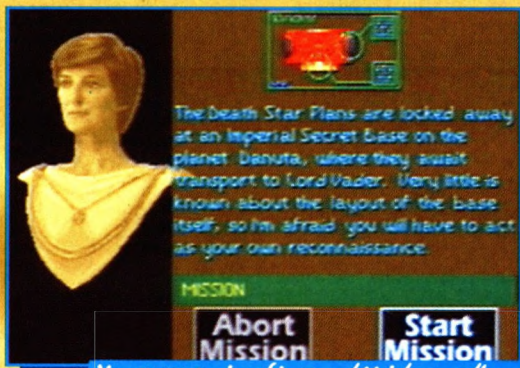 The Death Star Plans are locked away
at an Imperial Secret Base on the
planet Danuta, where they await
transport to Lord Vader. Very little is
known about the layout of the base
itself, so I'm afraid you will have to act
as your own reconnaissance.
MISSION
Abort
Mission
Start
Mission